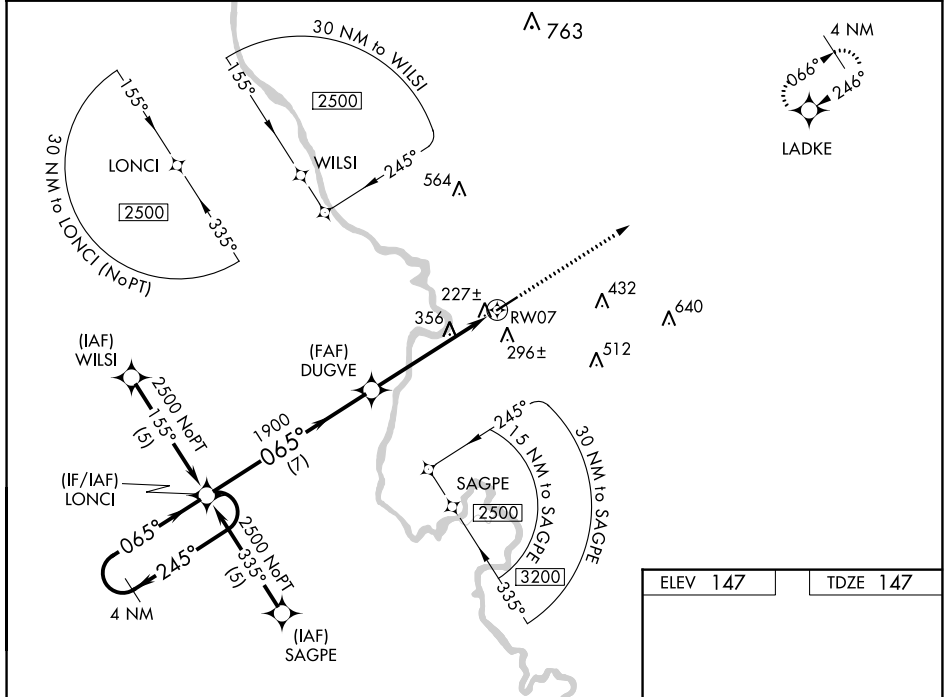 763
4 NM
066°
246°
LADKE
30 NM to WILSI
155°
2500
WILSI
245°
564
155°
LONCI
2500
335°
30 NM to LONCI (NoPT)
227±
RW07
432
640
356
296±
512
(IAF)
WILSI
2500 NoPT
155°
(5)
(FAF)
DUGVE
1900
065°
(7)
(IF/IAF)
LONCI
065°
245°
4 NM
2500 NoPT
335°
(5)
(IAF)
SAGPE
245°
15 NM to SAGPE
30 NM to SAGPE
SAGPE
2500
3200
335°
ELEV 147
TDZE 147